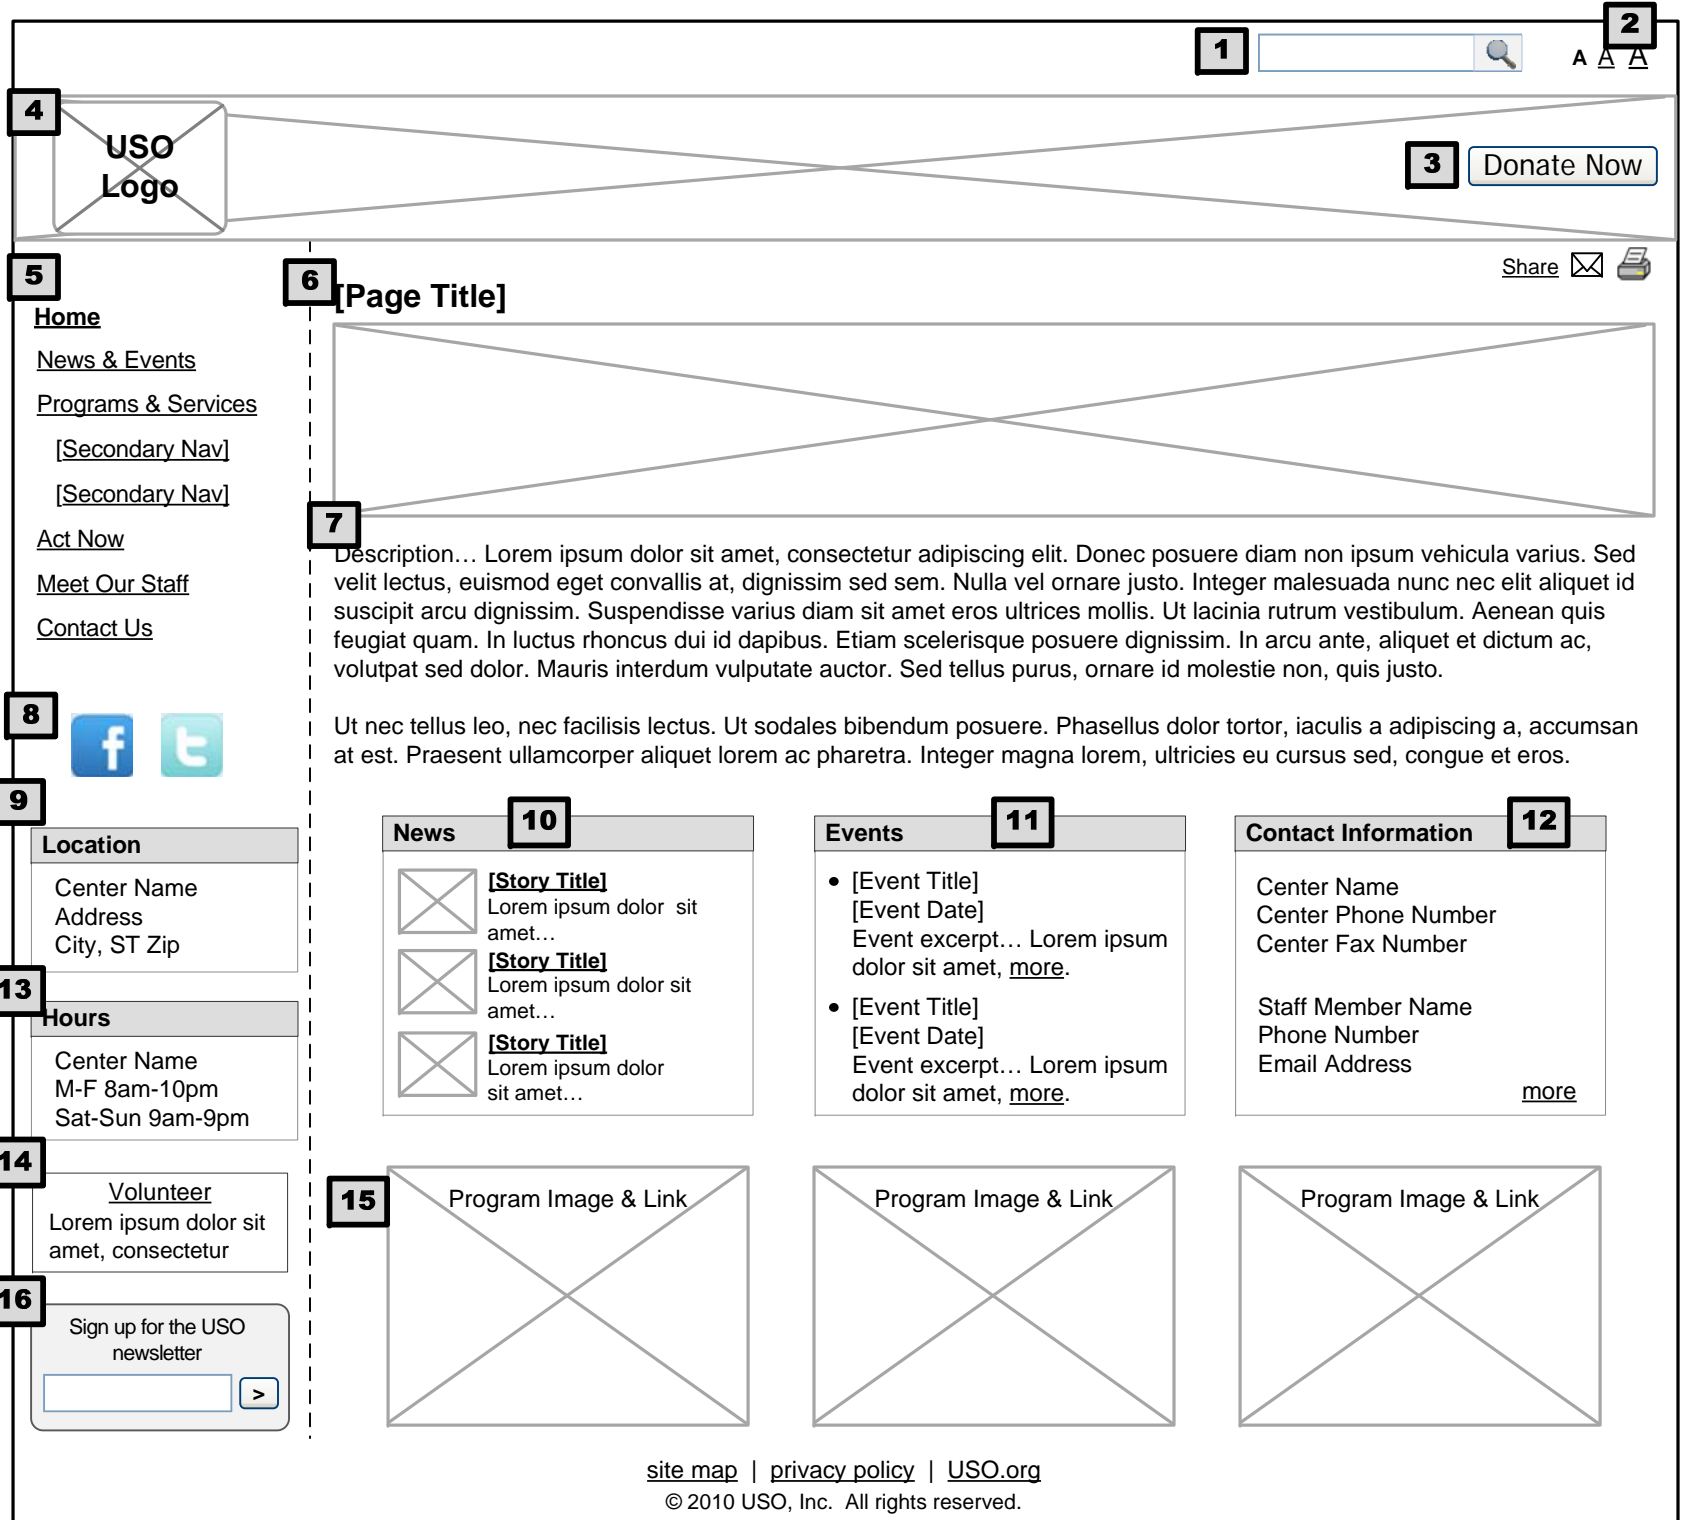 1
2
A A A
4
USO
Logo
3
Donate Now
5
6
Share
[Page Title]
Home
News & Events
Programs & Services
[Secondary Nav]
[Secondary Nav]
Act Now
Meet Our Staff
Contact Us
7
Description… Lorem ipsum dolor sit amet, consectetur adipiscing elit. Donec posuere diam non ipsum vehicula varius. Sed
velit lectus, euismod eget convallis at, dignissim sed sem. Nulla vel ornare justo. Integer malesuada nunc nec elit aliquet id
suscipit arcu dignissim. Suspendisse varius diam sit amet eros ultrices mollis. Ut lacinia rutrum vestibulum. Aenean quis
feugiat quam. In luctus rhoncus dui id dapibus. Etiam scelerisque posuere dignissim. In arcu ante, aliquet et dictum ac,
volutpat sed dolor. Mauris interdum vulputate auctor. Sed tellus purus, ornare id molestie non, quis justo.
Ut nec tellus leo, nec facilisis lectus. Ut sodales bibendum posuere. Phasellus dolor tortor, iaculis a adipiscing a, accumsan
at est. Praesent ullamcorper aliquet lorem ac pharetra. Integer magna lorem, ultricies eu cursus sed, congue et eros.
8
f t
9
Location
Center Name
Address
City, ST Zip
13
Hours
Center Name
M-F 8am-10pm
Sat-Sun 9am-9pm
14
Volunteer
Lorem ipsum dolor sit
amet, consectetur
16
Sign up for the USO
newsletter
>
10
News
[Story Title]
Lorem ipsum dolor sit
amet…
[Story Title]
Lorem ipsum dolor sit
amet…
[Story Title]
Lorem ipsum dolor
sit amet…
11
Events
• [Event Title]
[Event Date]
Event excerpt… Lorem ipsum
dolor sit amet, more.
• [Event Title]
[Event Date]
Event excerpt… Lorem ipsum
dolor sit amet, more.
12
Contact Information
Center Name
Center Phone Number
Center Fax Number
Staff Member Name
Phone Number
Email Address
more
15
Program Image & Link
Program Image & Link
Program Image & Link
site map | privacy policy | USO.org
© 2010 USO, Inc. All rights reserved.